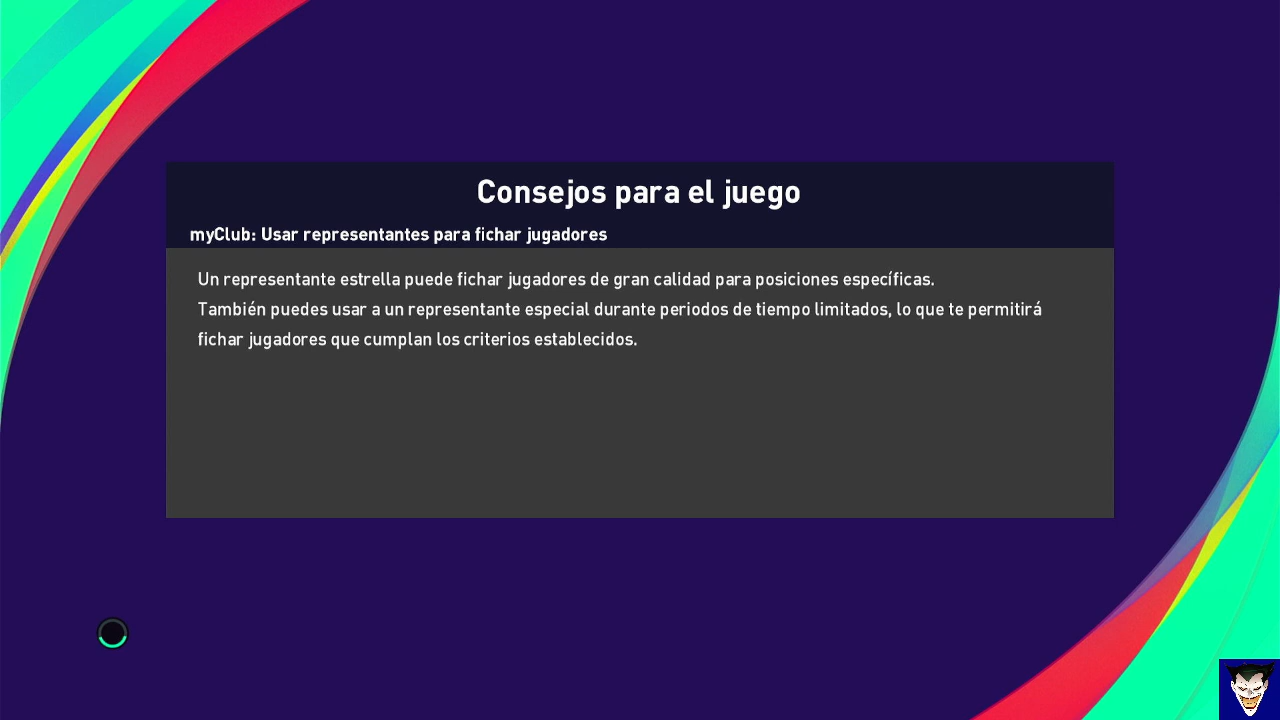 Consejos para el juego
myClub: Usar representantes para fichar jugadores
Un representante estrella puede fichar jugadores de gran calidad para posiciones específicas.
También puedes usar a un representante especial durante periodos de tiempo limitados, lo que te permitirá
fichar jugadores que cumplan los criterios establecidos.